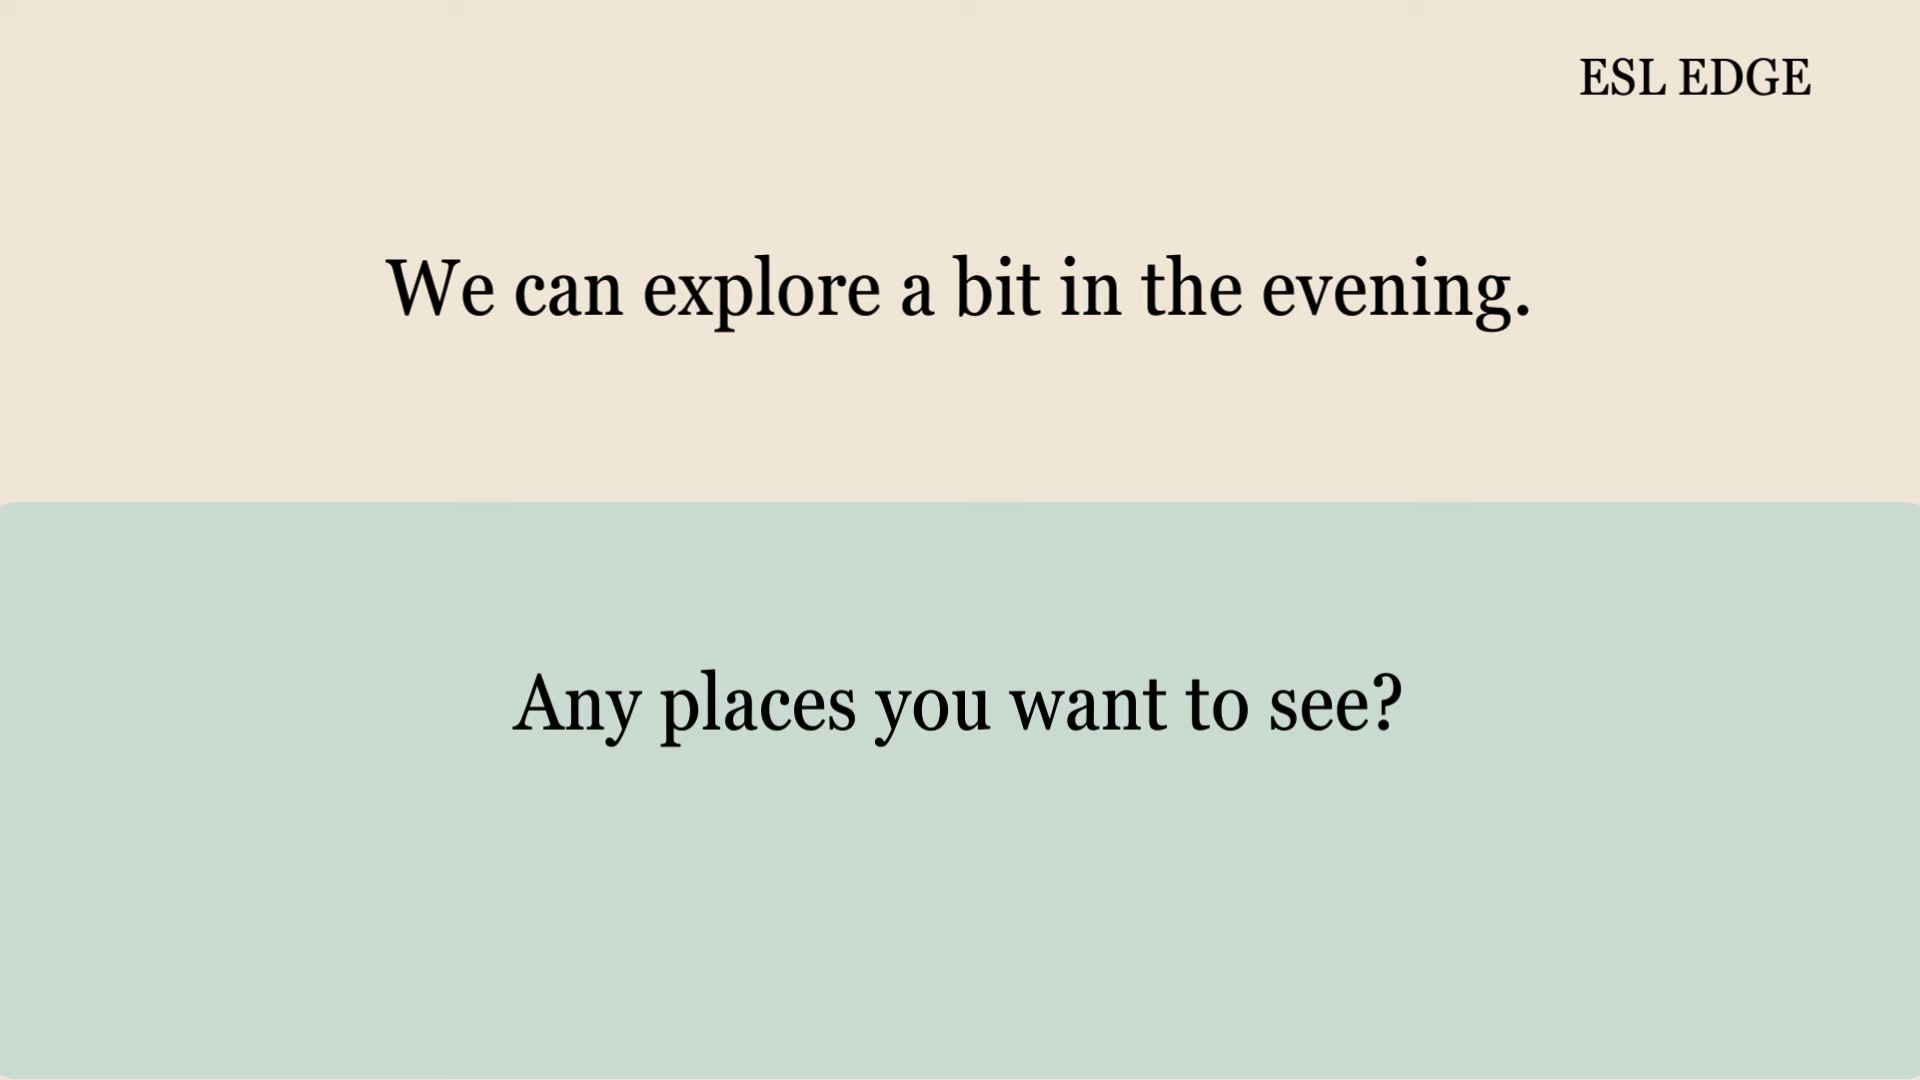 ESL EDGE
We can explore a bit in the evening.
Any places you want to see?